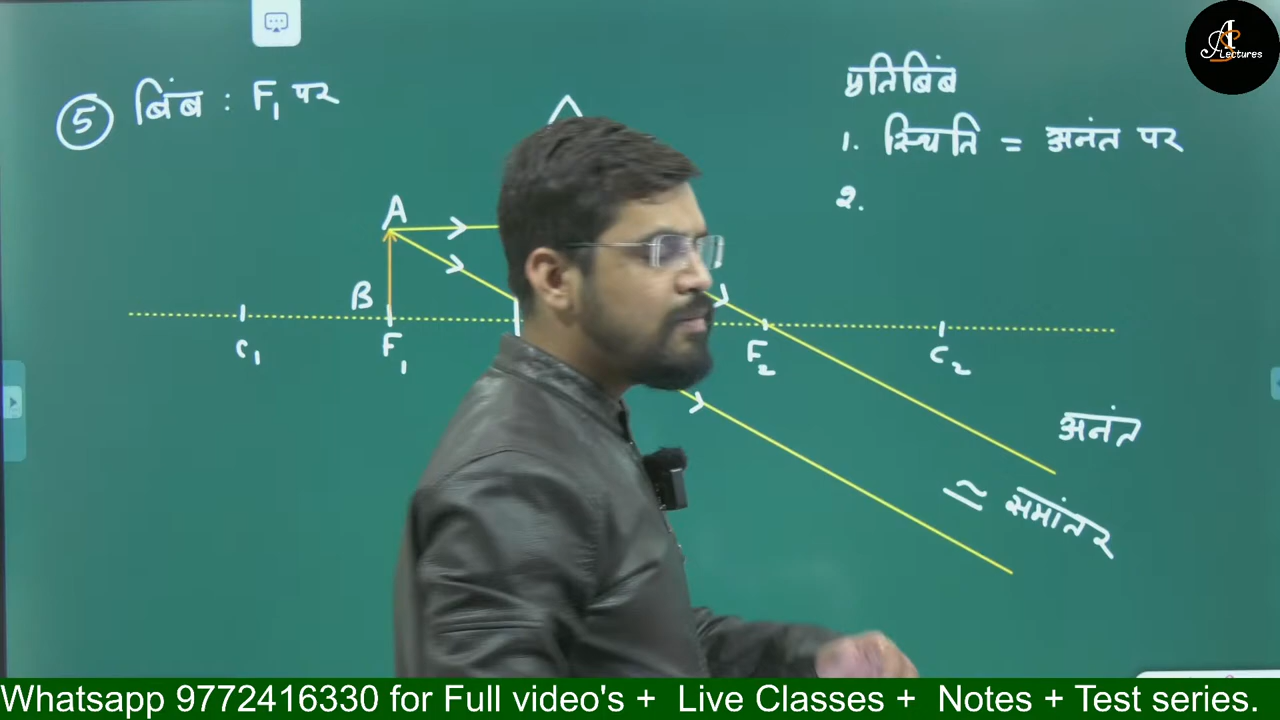 AS Lectures
⑤ बिंब : F₁ पर
प्रतिबिंब
1. स्थिति = अनंत पर
2.
A
B
C₁ F₁ F₂ C₂
अनंत
≃ समांतर
Whatsapp 9772416330 for Full video's + Live Classes + Notes + Test series.